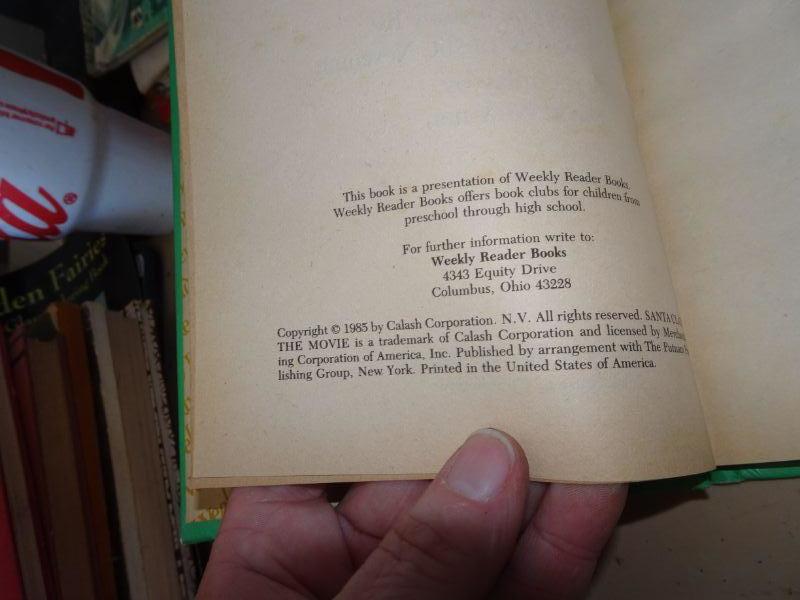 This book is a presentation of Weekly Reader Books.
Weekly Reader Books offers book clubs for children from
preschool through high school.
For further information write to:
Weekly Reader Books
4343 Equity Drive
Columbus, Ohio 43228
Copyright © 1985 by Calash Corporation. N.V. All rights reserved. SANTA
THE MOVIE is a trademark of Calash Corporation and licensed by
ing Corporation of America, Inc. Published by arrangement with The Putnam
lishing Group, New York. Printed in the United States of America.
a®
den Fairies